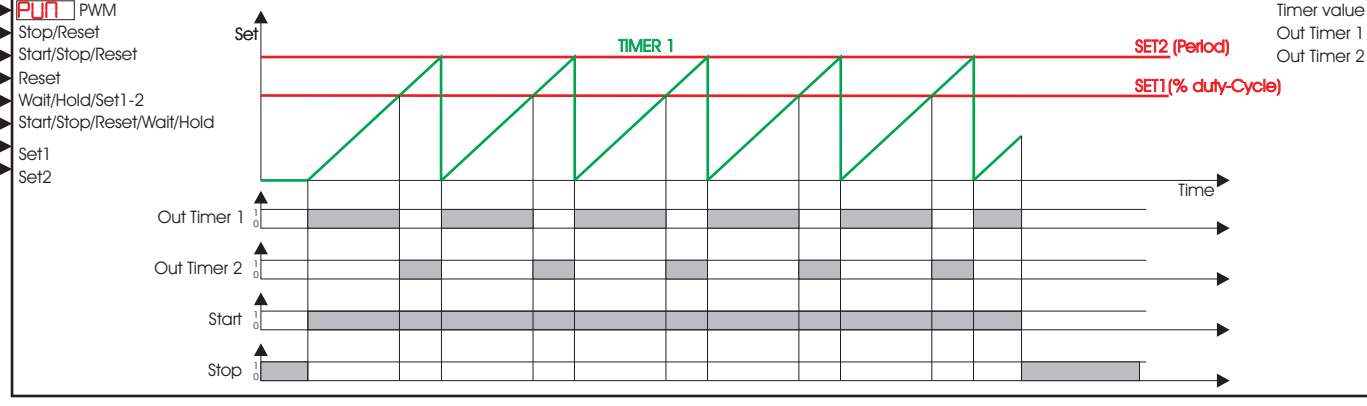 PUn PWM
Stop/Reset
Start/Stop/Reset
Reset
Wait/Hold/Set1-2
Start/Stop/Reset/Wait/Hold
Set1
Set2
Set
TIMER 1
SET2 (Period)
SET1(% duty-Cycle)
Time
Timer value
Out Timer 1
Out Timer 2
Out Timer 1 1
0
Out Timer 2 1
0
Start 1
0
Stop 1
0